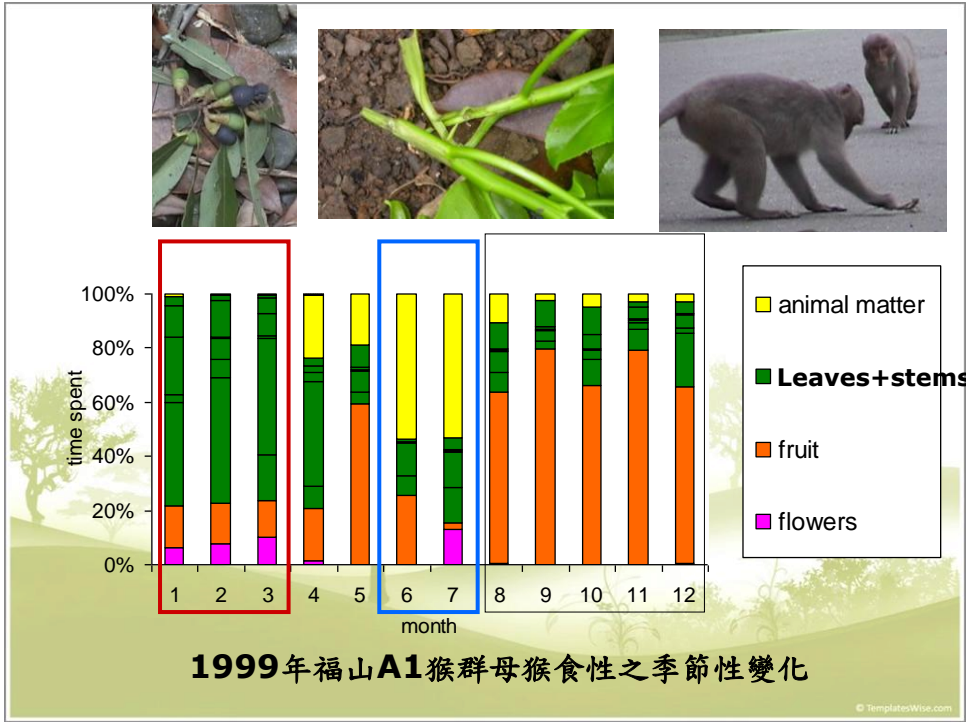 100%
80%
60%
40%
20%
0%
time spent
1 2 3 4 5 6 7 8 9 10 11 12
month
animal matter
Leaves+stems
fruit
flowers
1999年福山A1猴群母猴食性之季節性變化
© TemplatesWise.com